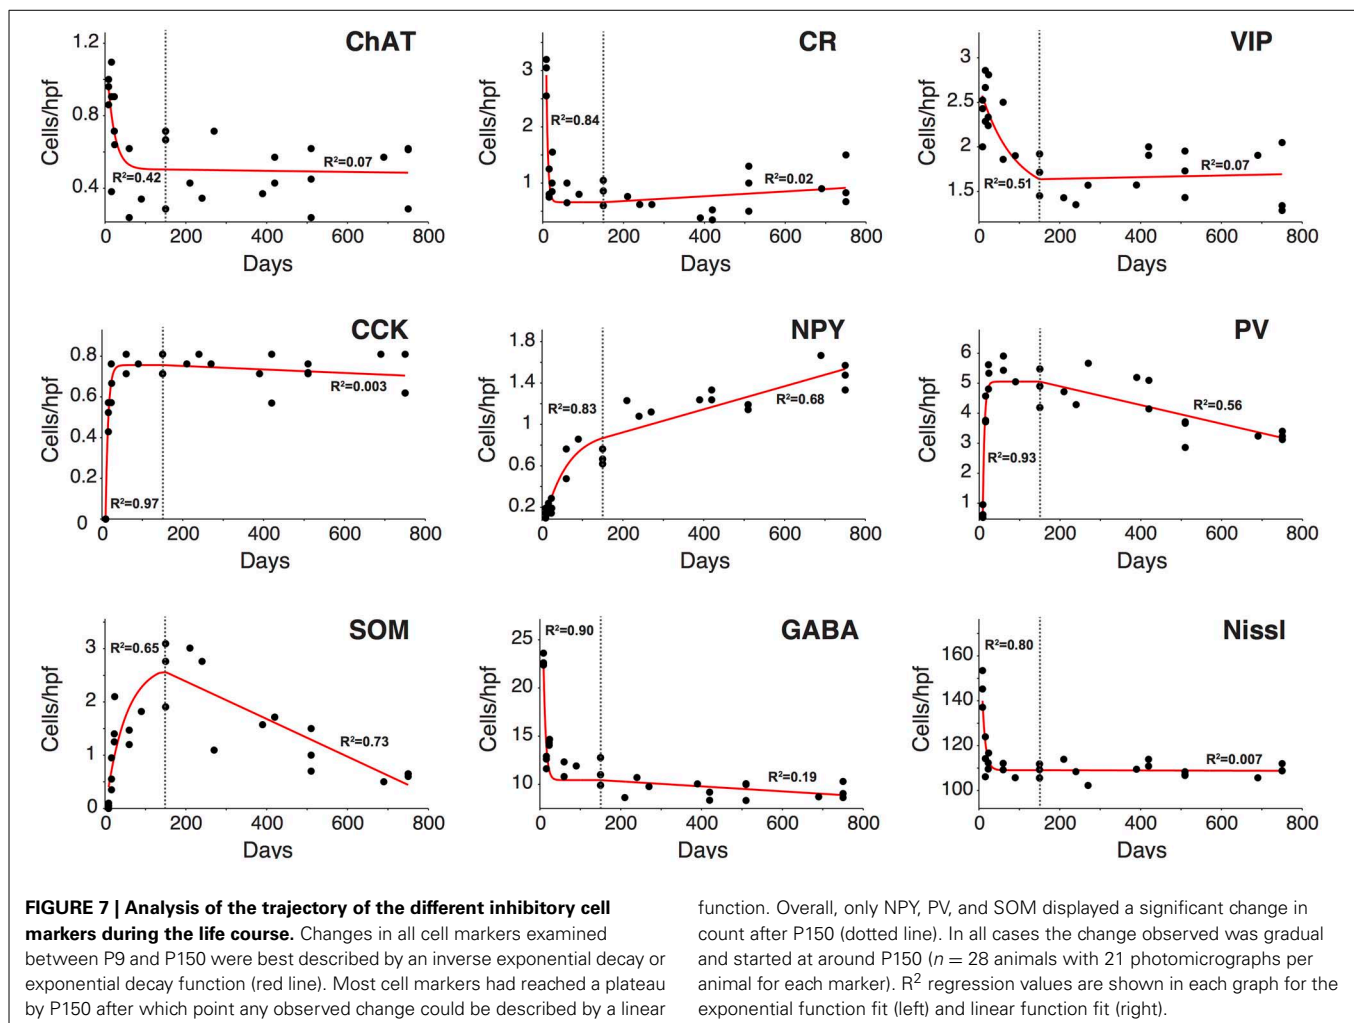 ChAT
1.2
0.8
0.4
Cells/hpf
R²=0.42
R²=0.07
0 200 400 600 800
Days
CR
3
2
1
Cells/hpf
R²=0.84
R²=0.02
0 200 400 600 800
Days
VIP
3
2.5
2
1.5
Cells/hpf
R²=0.51
R²=0.07
0 200 400 600 800
Days
CCK
0.8
0.6
0.4
0.2
0
Cells/hpf
R²=0.97
R²=0.003
0 200 400 600 800
Days
NPY
1.8
1.4
1
0.6
0.2
Cells/hpf
R²=0.83
R²=0.68
0 200 400 600 800
Days
PV
6
5
4
3
2
1
Cells/hpf
R²=0.93
R²=0.56
0 200 400 600 800
Days
SOM
3
2
1
0
Cells/hpf
R²=0.65
R²=0.73
0 200 400 600 800
Days
GABA
25
20
15
10
Cells/hpf
R²=0.90
R²=0.19
0 200 400 600 800
Days
Nissl
160
140
120
100
Cells/hpf
R²=0.80
R²=0.007
0 200 400 600 800
Days
FIGURE 7 | Analysis of the trajectory of the different inhibitory cell
markers during the life course. Changes in all cell markers examined
between P9 and P150 were best described by an inverse exponential decay or
exponential decay function (red line). Most cell markers had reached a plateau
by P150 after which point any observed change could be described by a linear
function. Overall, only NPY, PV, and SOM displayed a significant change in
count after P150 (dotted line). In all cases the change observed was gradual
and started at around P150 (n = 28 animals with 21 photomicrographs per
animal for each marker). R² regression values are shown in each graph for the
exponential function fit (left) and linear function fit (right).